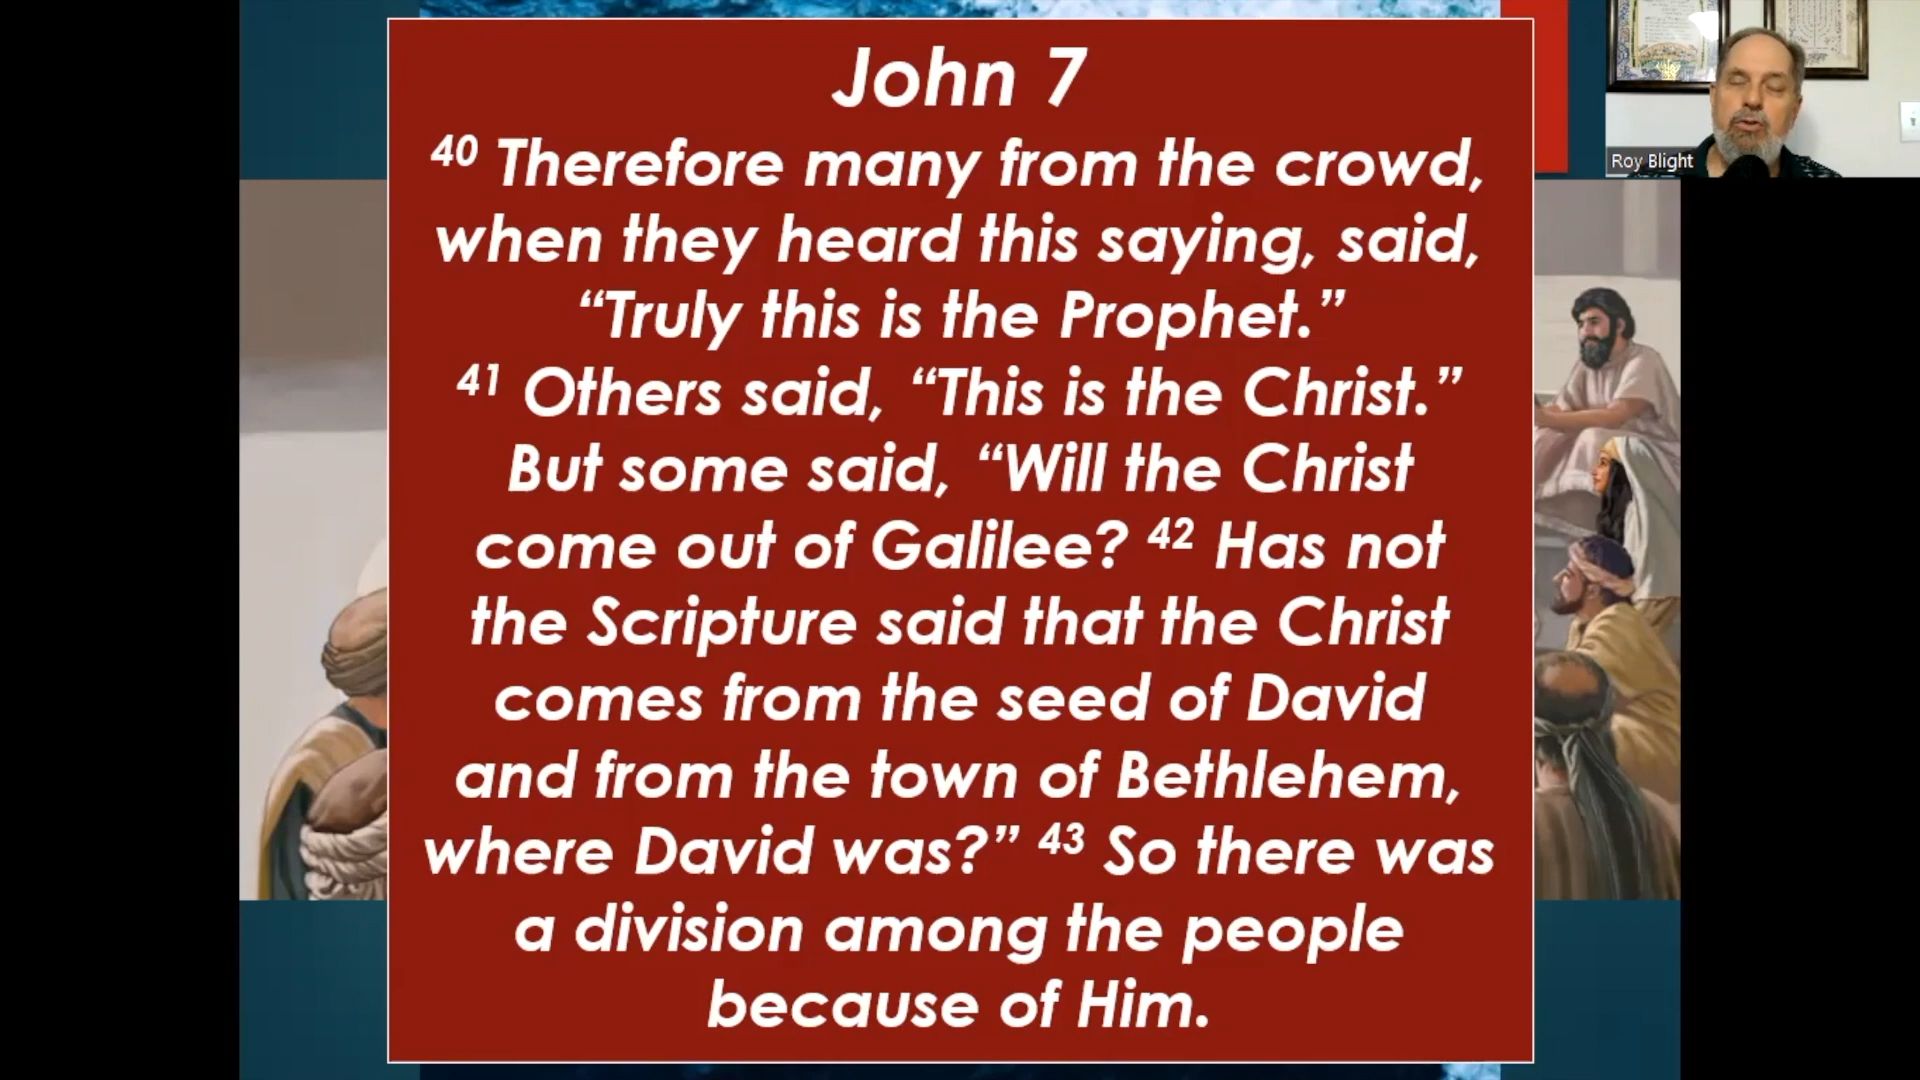 John 7
40 Therefore many from the crowd,
when they heard this saying, said,
“Truly this is the Prophet.”
41 Others said, “This is the Christ.”
But some said, “Will the Christ
come out of Galilee? 42 Has not
the Scripture said that the Christ
comes from the seed of David
and from the town of Bethlehem,
where David was?” 43 So there was
a division among the people
because of Him.
Roy Blight